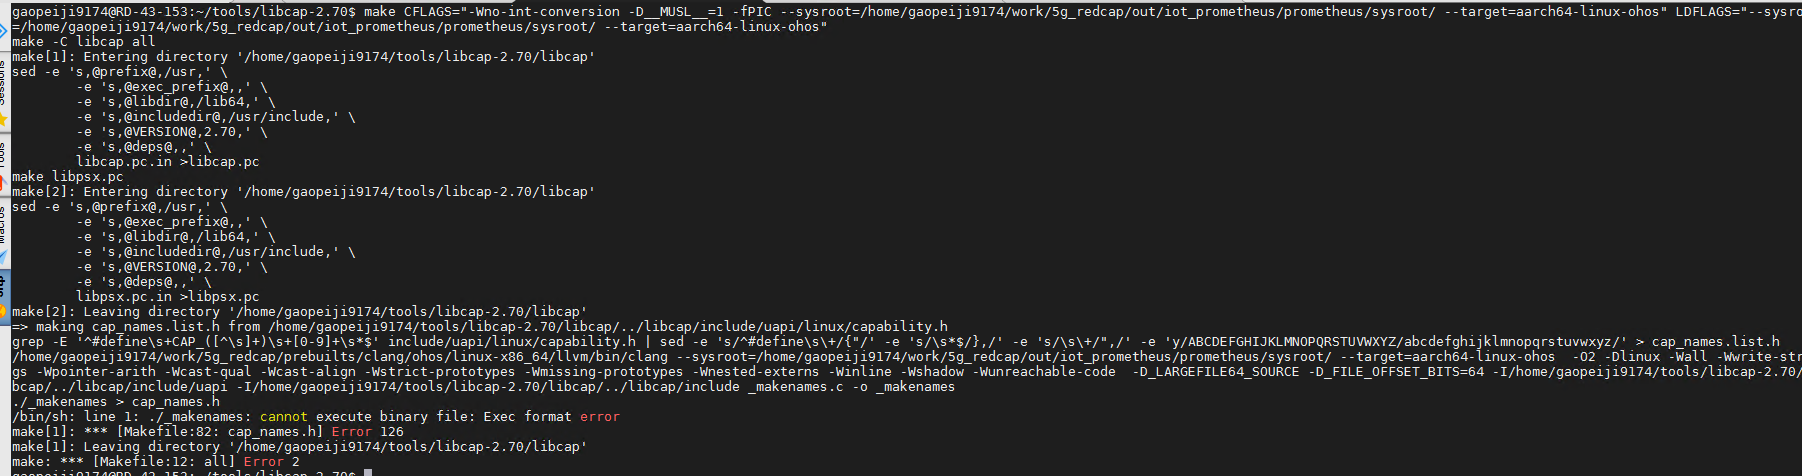 gaopeiji9174@RD-43-153:~/tools/libcap-2.70$ make CFLAGS="-Wno-int-conversion -D__MUSL__=1 -fPIC --sysroot=/home/gaopeiji9174/work/5g_redcap/out/iot_prometheus/prometheus/sysroot/ --target=aarch64-linux-ohos" LDFLAGS="--sysro
=/home/gaopeiji9174/work/5g_redcap/out/iot_prometheus/prometheus/sysroot/ --target=aarch64-linux-ohos"
make -C libcap all
make[1]: Entering directory '/home/gaopeiji9174/tools/libcap-2.70/libcap'
sed -e 's,@prefix@,/usr,' \
-e 's,@exec_prefix@,,' \
-e 's,@libdir@,/lib64,' \
-e 's,@includedir@,/usr/include,' \
-e 's,@VERSION@,2.70,' \
-e 's,@deps@,,' \
libcap.pc.in >libcap.pc
make libpsx.pc
make[2]: Entering directory '/home/gaopeiji9174/tools/libcap-2.70/libcap'
sed -e 's,@prefix@,/usr,' \
-e 's,@exec_prefix@,,' \
-e 's,@libdir@,/lib64,' \
-e 's,@includedir@,/usr/include,' \
-e 's,@VERSION@,2.70,' \
-e 's,@deps@,,' \
libpsx.pc.in >libpsx.pc
make[2]: Leaving directory '/home/gaopeiji9174/tools/libcap-2.70/libcap'
=> making cap_names.list.h from /home/gaopeiji9174/tools/libcap-2.70/libcap/../libcap/include/uapi/linux/capability.h
grep -E '^#define\s+CAP_([^\s]+)\s+[0-9]+\s*$' include/uapi/linux/capability.h | sed -e 's/^#define\s\+/{"/' -e 's/\s*$/},/' -e 's/\s\+/",/' -e 'y/ABCDEFGHIJKLMNOPQRSTUVWXYZ/abcdefghijklmnopqrstuvwxyz/' > cap_names.list.h
/home/gaopeiji9174/work/5g_redcap/prebuilts/clang/ohos/linux-x86_64/llvm/bin/clang --sysroot=/home/gaopeiji9174/work/5g_redcap/out/iot_prometheus/prometheus/sysroot/ --target=aarch64-linux-ohos  -O2 -Dlinux -Wall -Wwrite-str
gs -Wpointer-arith -Wcast-qual -Wcast-align -Wstrict-prototypes -Wmissing-prototypes -Wnested-externs -Winline -Wshadow -Wunreachable-code  -D_LARGEFILE64_SOURCE -D_FILE_OFFSET_BITS=64 -I/home/gaopeiji9174/tools/libcap-2.70/
bcap/../libcap/include/uapi -I/home/gaopeiji9174/tools/libcap-2.70/libcap/../libcap/include _makenames.c -o _makenames
./_makenames > cap_names.h
/bin/sh: line 1: ./_makenames: cannot execute binary file: Exec format error
make[1]: *** [Makefile:82: cap_names.h] Error 126
make[1]: Leaving directory '/home/gaopeiji9174/tools/libcap-2.70/libcap'
make: *** [Makefile:12: all] Error 2
gaopeiji9174@RD-43-153:~/tools/libcap-2.70$
Sessions
Tools
Macros
Sftp